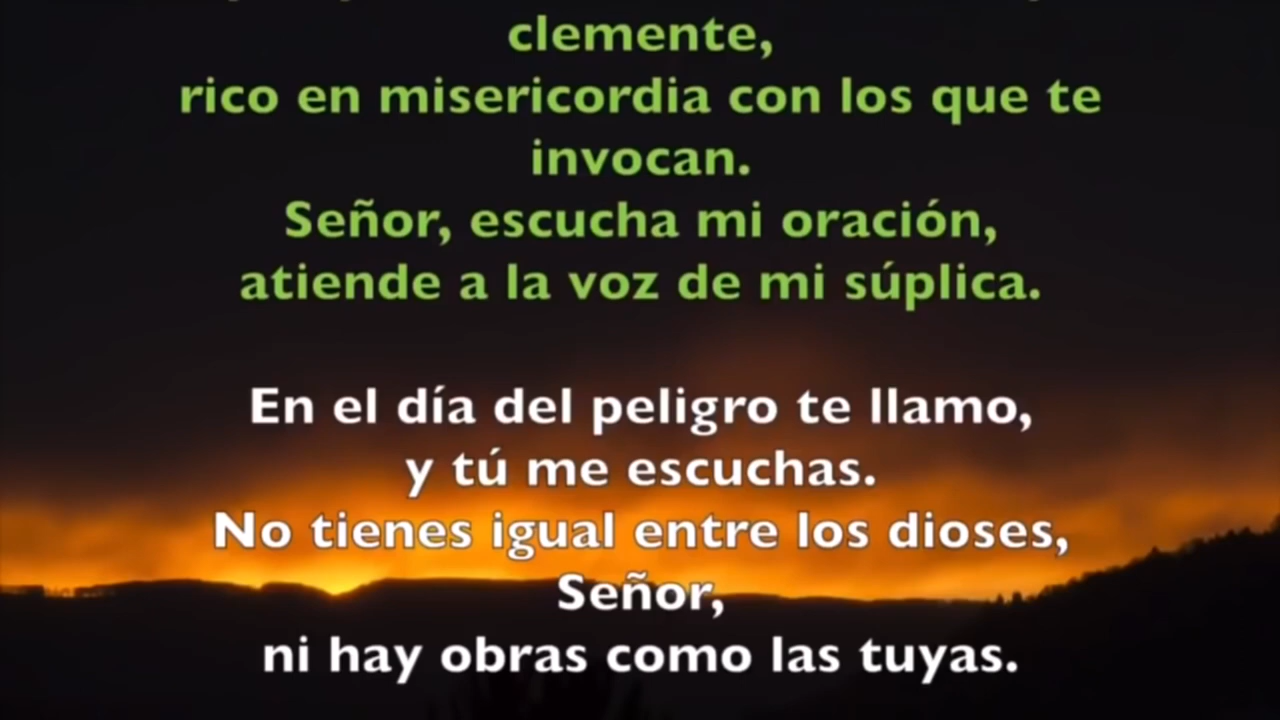 clemente,
rico en misericordia con los que te
invocan.
Señor, escucha mi oración,
atiende a la voz de mi súplica.
En el día del peligro te llamo,
y tú me escuchas.
No tienes igual entre los dioses,
Señor,
ni hay obras como las tuyas.